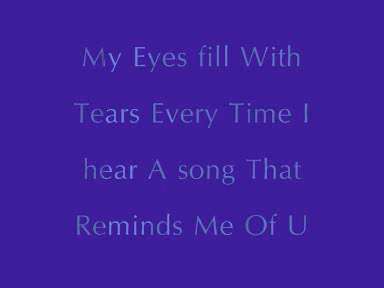 My Eyes fill With
Tears Every Time I
hear A song That
Reminds Me Of U